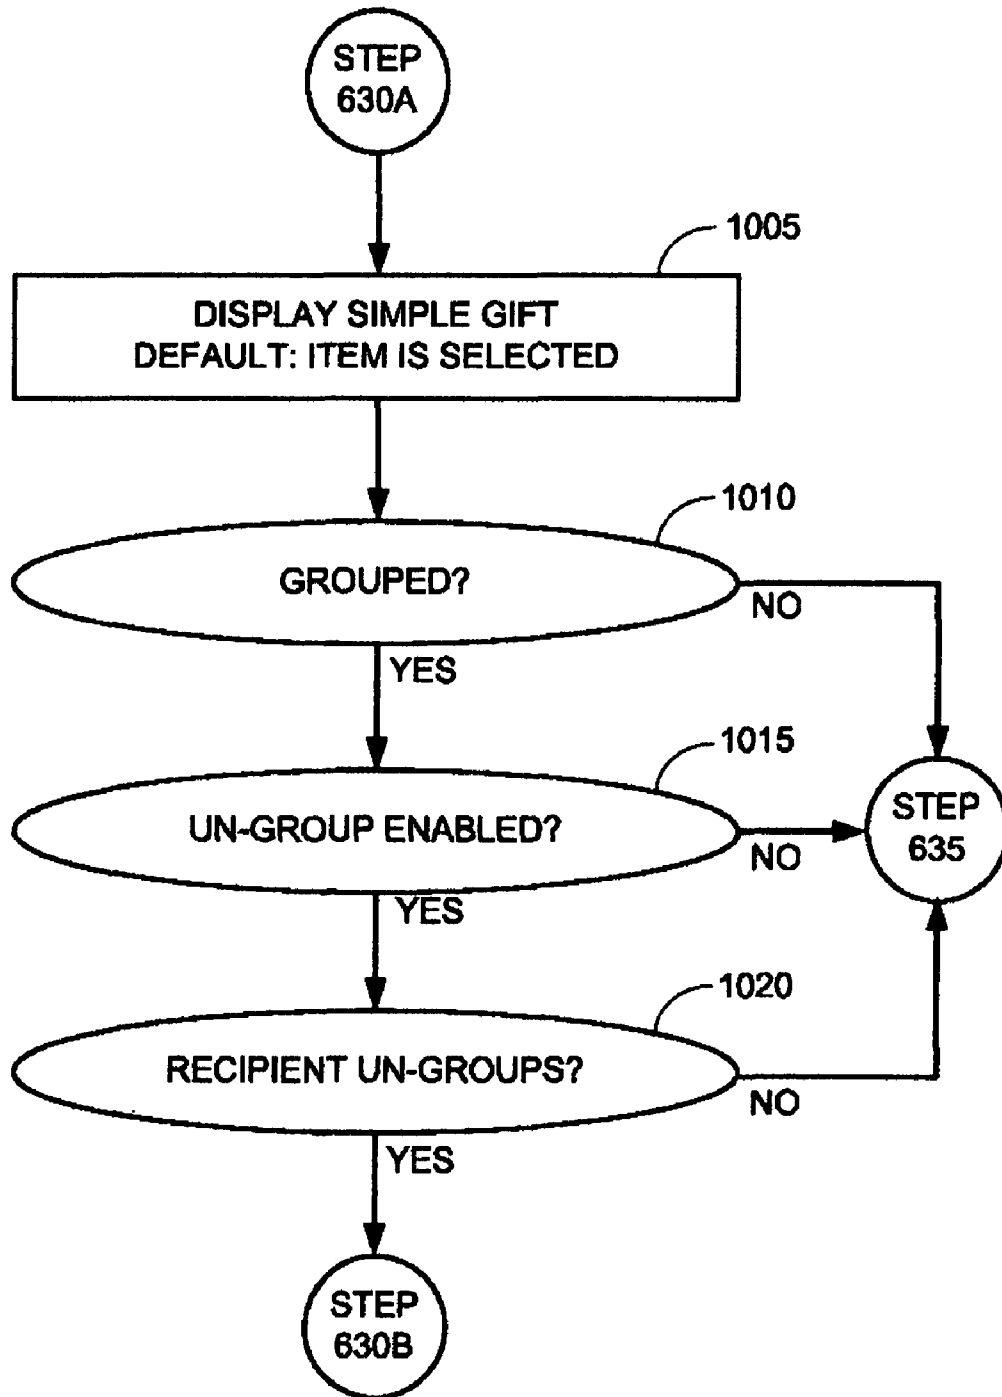 STEP
630A
1005
DISPLAY SIMPLE GIFT
DEFAULT: ITEM IS SELECTED
1010
GROUPED?
NO
YES
1015
UN-GROUP ENABLED?
NO
STEP
635
YES
1020
RECIPIENT UN-GROUPS?
NO
YES
STEP
630B